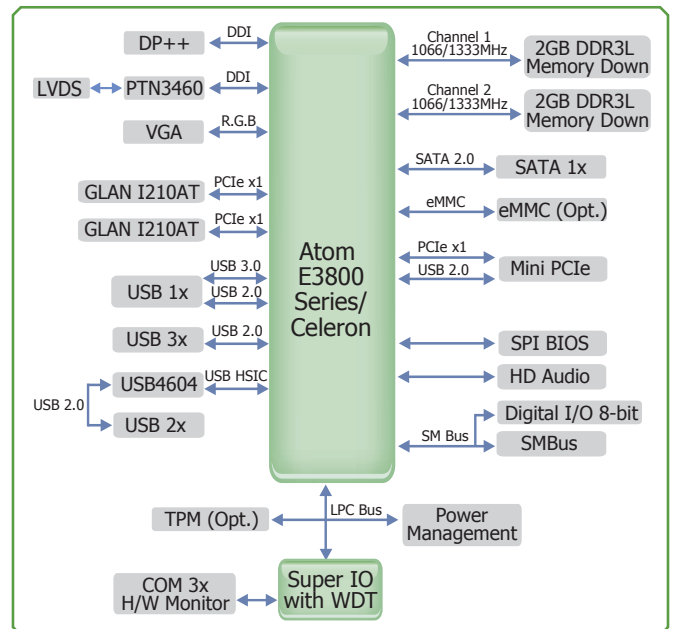 DP++
DDI
LVDS
PTN3460
DDI
VGA
R.G.B
GLAN I210AT
PCIe x1
GLAN I210AT
PCIe x1
USB 1x
USB 3.0
USB 2.0
USB 3x
USB 2.0
USB4604
USB HSIC
USB 2.0
USB 2x
Atom
E3800
Series/
Celeron
Channel 1
1066/1333MHz
2GB DDR3L
Memory Down
Channel 2
1066/1333MHz
2GB DDR3L
Memory Down
SATA 2.0
SATA 1x
eMMC
eMMC (Opt.)
PCIe x1
USB 2.0
Mini PCIe
SPI BIOS
HD Audio
Digital I/O 8-bit
SM Bus
SMBus
TPM (Opt.)
LPC Bus
Power
Management
COM 3x
H/W Monitor
Super IO
with WDT